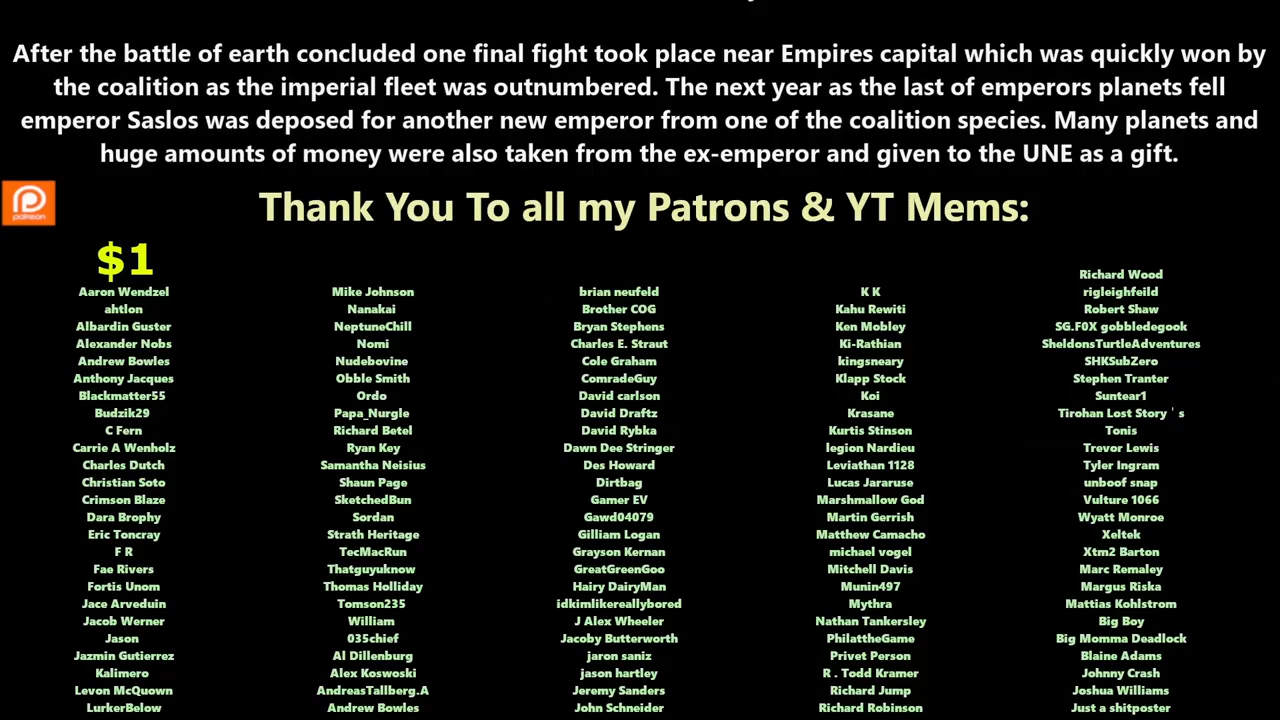 After the battle of earth concluded one final fight took place near Empires capital which was quickly won by
the coalition as the imperial fleet was outnumbered. The next year as the last of emperors planets fell
emperor Saslos was deposed for another new emperor from one of the coalition species. Many planets and
huge amounts of money were also taken from the ex-emperor and given to the UNE as a gift.
patreon
Thank You To all my Patrons & YT Mems:
$1
Aaron Wendzel
ahtlon
Albardin Guster
Alexander Nobs
Andrew Bowles
Anthony Jacques
Blackmatter55
Budzik29
C Fern
Carrie A Wenholz
Charles Dutch
Christian Soto
Crimson Blaze
Dara Brophy
Eric Toncray
F R
Fae Rivers
Fortis Unom
Jace Arveduin
Jacob Werner
Jason
Jazmin Gutierrez
Kalimero
Levon McQuown
LurkerBelow
Mike Johnson
Nanakai
NeptuneChill
Nomi
Nudebovine
Obble Smith
Ordo
Papa_Nurgle
Richard Betel
Ryan Key
Samantha Neisius
Shaun Page
SketchedBun
Sordan
Strath Heritage
TecMacRun
Thatguyuknow
Thomas Holliday
Tomson235
William
035chief
Al Dillenburg
Alex Koswoski
AndreasTallberg.A
Andrew Bowles
brian neufeld
Brother COG
Bryan Stephens
Charles E. Straut
Cole Graham
ComradeGuy
David carlson
David Draftz
David Rybka
Dawn Dee Stringer
Des Howard
Dirtbag
Gamer EV
Gawd04079
Gilliam Logan
Grayson Kernan
GreatGreenGoo
Hairy DairyMan
idkimlikereallybored
J Alex Wheeler
Jacoby Butterworth
jaron saniz
jason hartley
Jeremy Sanders
John Schneider
K K
Kahu Rewiti
Ken Mobley
Ki-Rathian
kingsneary
Klapp Stock
Koi
Krasane
Kurtis Stinson
legion Nardieu
Leviathan 1128
Lucas Jararuse
Marshmallow God
Martin Gerrish
Matthew Camacho
michael vogel
Mitchell Davis
Munin497
Mythra
Nathan Tankersley
PhilattheGame
Privet Person
R . Todd Kramer
Richard Jump
Richard Robinson
Richard Wood
rigleighfeild
Robert Shaw
SG.F0X gobbledegook
SheldonsTurtleAdventures
SHKSubZero
Stephen Tranter
Suntear1
Tirohan Lost Story ' s
Tonis
Trevor Lewis
Tyler Ingram
unboof snap
Vulture 1066
Wyatt Monroe
Xeltek
Xtm2 Barton
Marc Remaley
Margus Riska
Mattias Kohlstrom
Big Boy
Big Momma Deadlock
Blaine Adams
Johnny Crash
Joshua Williams
Just a shitposter